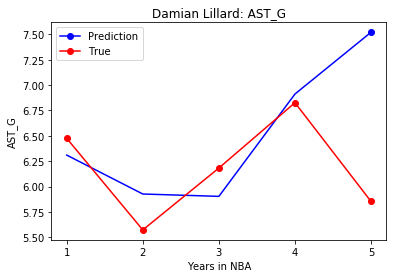 Damian Lillard: AST_G
Prediction
True
AST_G
7.50
7.25
7.00
6.75
6.50
6.25
6.00
5.75
5.50
1 2 3 4 5
Years in NBA